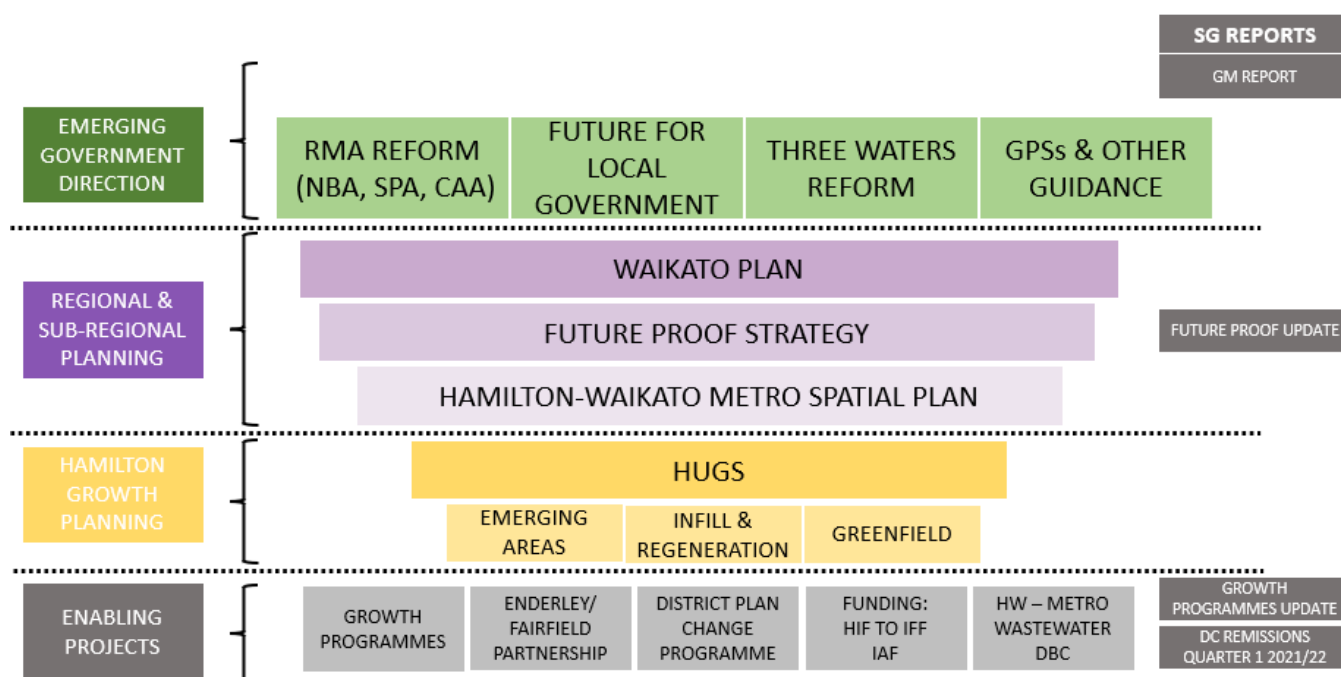 SG REPORTS
GM REPORT
EMERGING
GOVERNMENT
DIRECTION
RMA REFORM
(NBA, SPA, CAA)
FUTURE FOR
LOCAL
GOVERNMENT
THREE WATERS
REFORM
GPSs & OTHER
GUIDANCE
REGIONAL &
SUB-REGIONAL
PLANNING
WAIKATO PLAN
FUTURE PROOF STRATEGY
HAMILTON-WAIKATO METRO SPATIAL PLAN
FUTURE PROOF UPDATE
HAMILTON
GROWTH
PLANNING
HUGS
EMERGING
AREAS
INFILL &
REGENERATION
GREENFIELD
ENABLING
PROJECTS
GROWTH
PROGRAMMES
ENDERLEY/
FAIRFIELD
PARTNERSHIP
DISTRICT PLAN
CHANGE
PROGRAMME
FUNDING:
HIF TO IFF
IAF
HW – METRO
WASTEWATER
DBC
GROWTH
PROGRAMMES UPDATE
DC REMISSIONS
QUARTER 1 2021/22